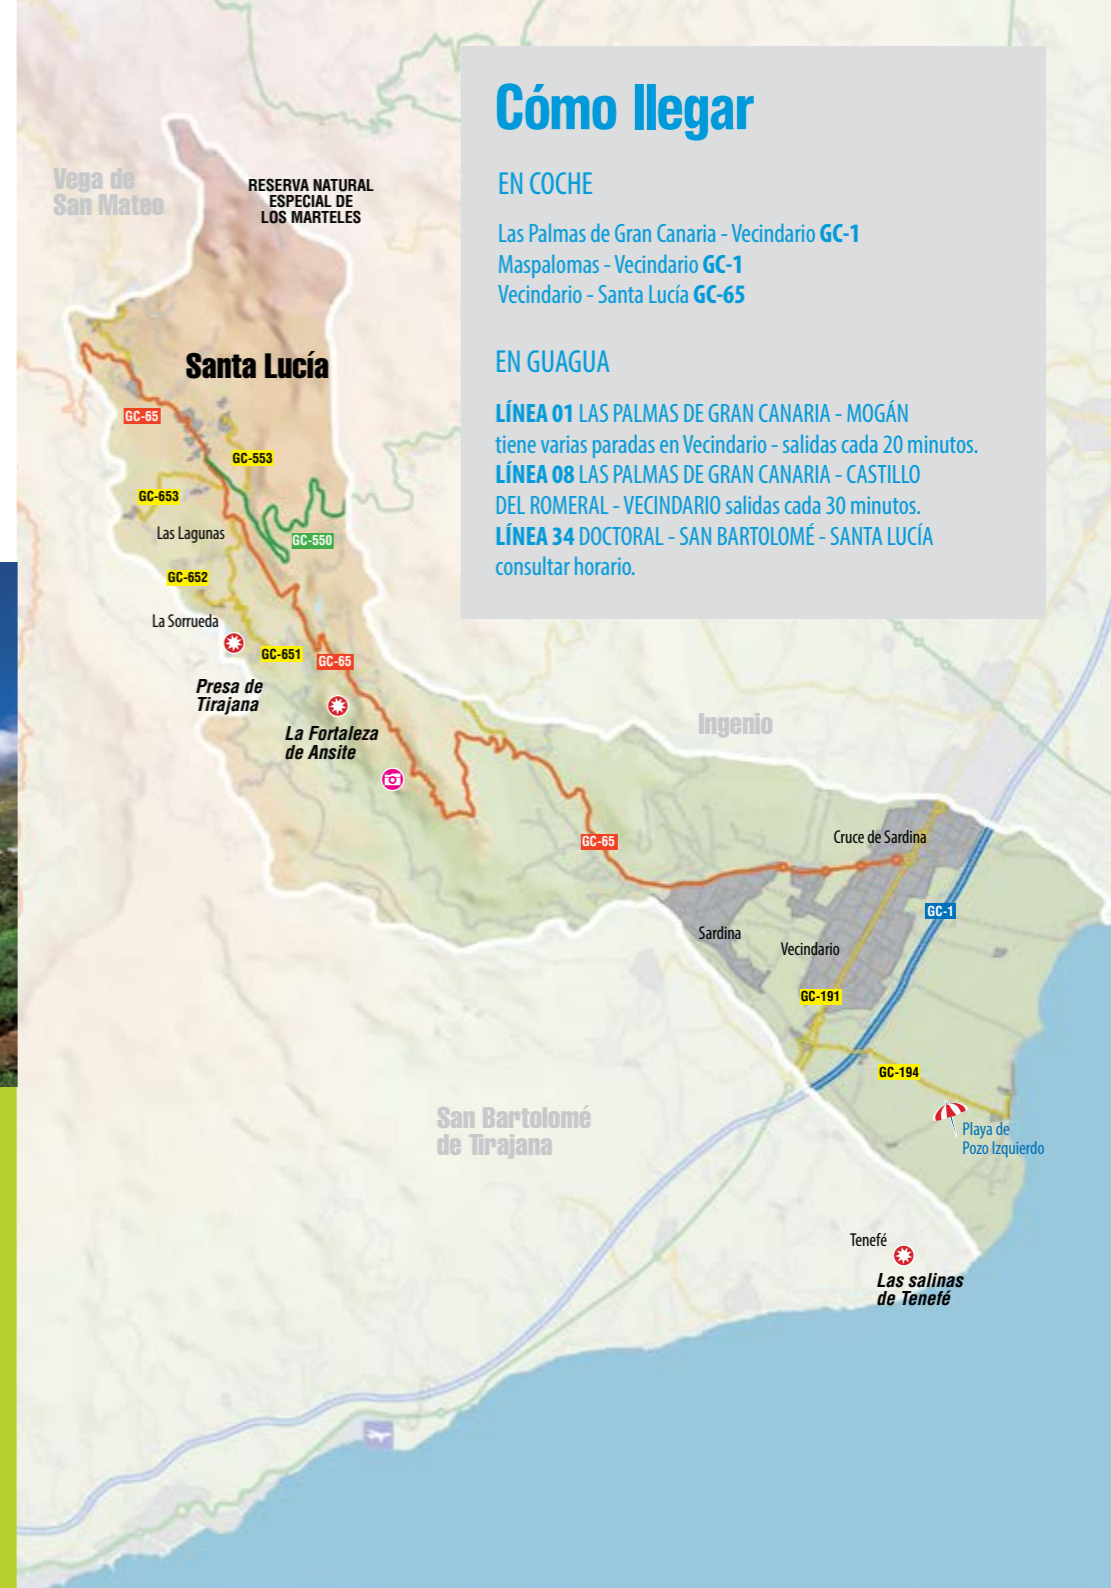 Cómo llegar
EN COCHE
Las Palmas de Gran Canaria - Vecindario GC-1
Maspalomas - Vecindario GC-1
Vecindario - Santa Lucía GC-65
EN GUAGUA
LÍNEA 01 LAS PALMAS DE GRAN CANARIA - MOGÁN
tiene varias paradas en Vecindario - salidas cada 20 minutos.
LÍNEA 08 LAS PALMAS DE GRAN CANARIA - CASTILLO
DEL ROMERAL - VECINDARIO salidas cada 30 minutos.
LÍNEA 34 DOCTORAL - SAN BARTOLOMÉ - SANTA LUCÍA
consultar horario.
Vega de
San Mateo
RESERVA NATURAL
ESPECIAL DE
LOS MARTELES
Santa Lucía
GC-65
GC-553
GC-653
Las Lagunas
GC-550
GC-652
La Sorrueda
GC-651
GC-65
Presa de
Tirajana
La Fortaleza
de Ansite
Ingenio
GC-65
Cruce de Sardina
GC-1
Sardina
Vecindario
GC-191
GC-194
Playa de
Pozo Izquierdo
San Bartolomé
de Tirajana
Tenefé
Las salinas
de Tenefé